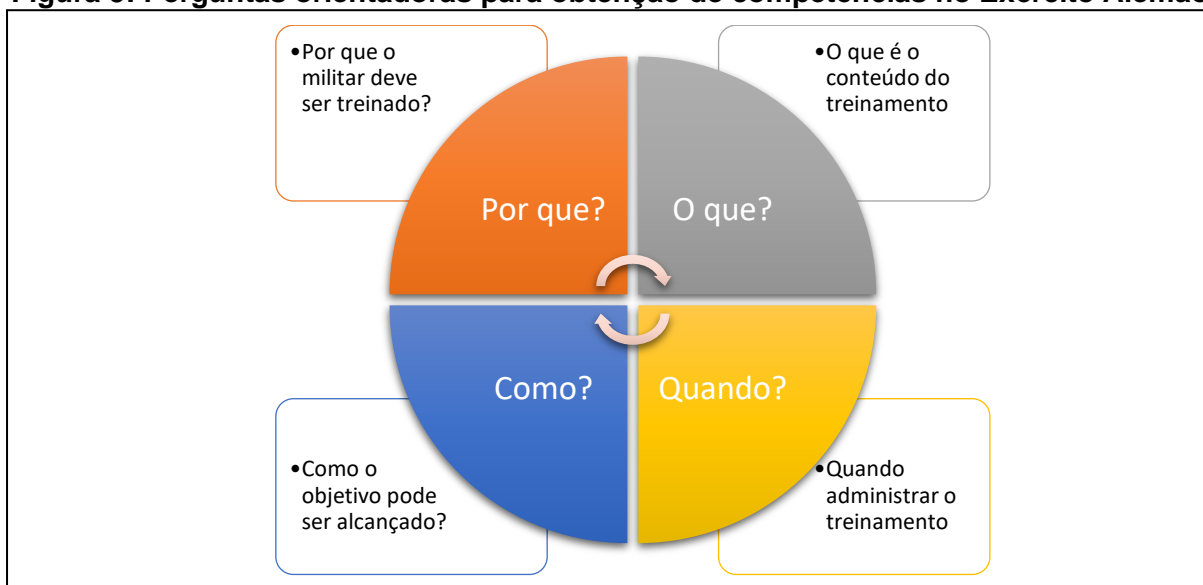 •Por que o
militar deve
ser treinado?
•O que é o
conteúdo do
treinamento
Por que?
O que?
Como?
Quando?
•Como o
objetivo pode
ser alcançado?
•Quando
administrar o
treinamento